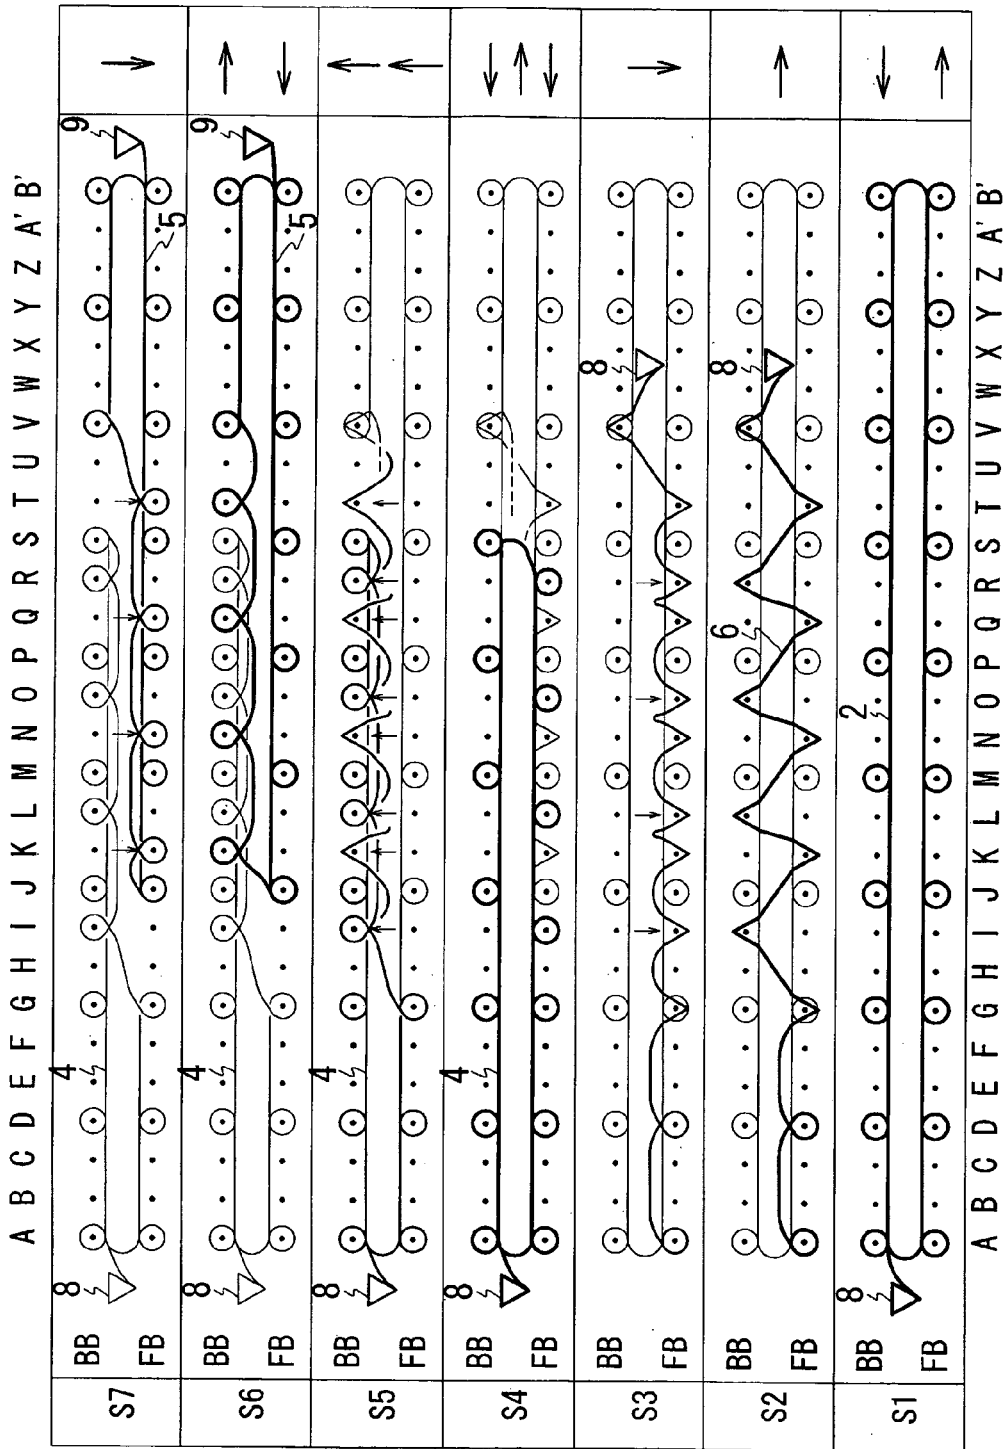 A B C D E F G H I J K L M N O P Q R S T U V W X Y Z A' B'
S7 BB 8 4 9
FB 5
S6 BB 8 4 9
FB 5
S5 BB 8 4
FB
S4 BB 8 4
FB
S3 BB 8
FB
S2 BB 6 8
FB
S1 BB 8 2
FB
A B C D E F G H I J K L M N O P Q R S T U V W X Y Z A' B'